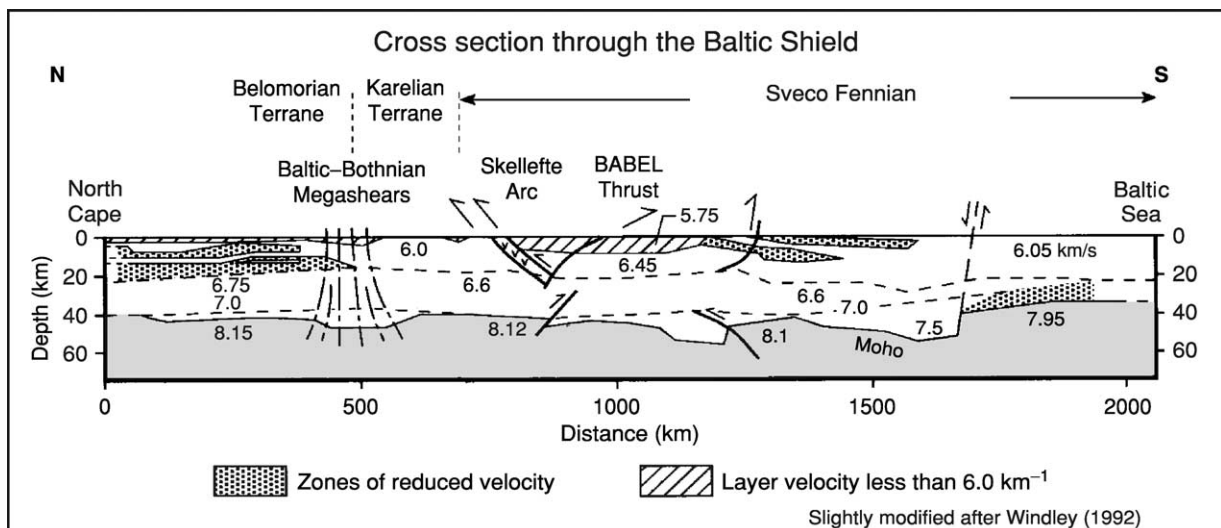 Cross section through the Baltic Shield
N
S
Belomorian
Terrane
Karelian
Terrane
Sveco Fennian
Baltic–Bothnian
Megashears
Skellefte
Arc
BABEL
Thrust
North
Cape
Baltic
Sea
5.75
0
20
40
60
Depth (km)
0
20
40
60
6.0
6.45
6.05 km/s
6.75
7.0
6.6
6.6
7.0
7.5
8.15
8.12
8.1
7.95
Moho
0
500
1000
1500
2000
Distance (km)
Zones of reduced velocity
Layer velocity less than 6.0 km⁻¹
Slightly modified after Windley (1992)